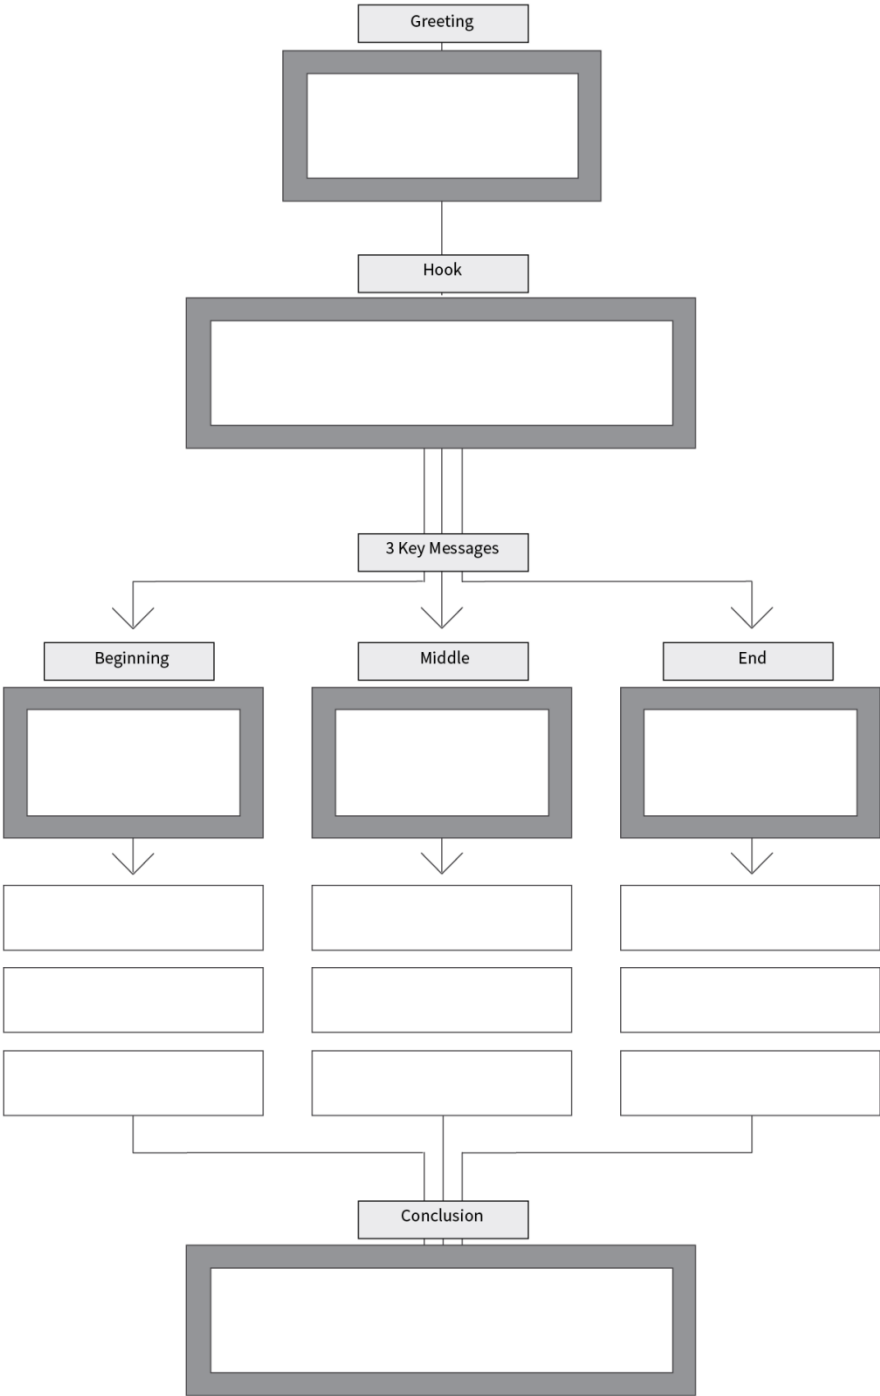 Greeting
Hook
3 Key Messages
Beginning
Middle
End
Conclusion